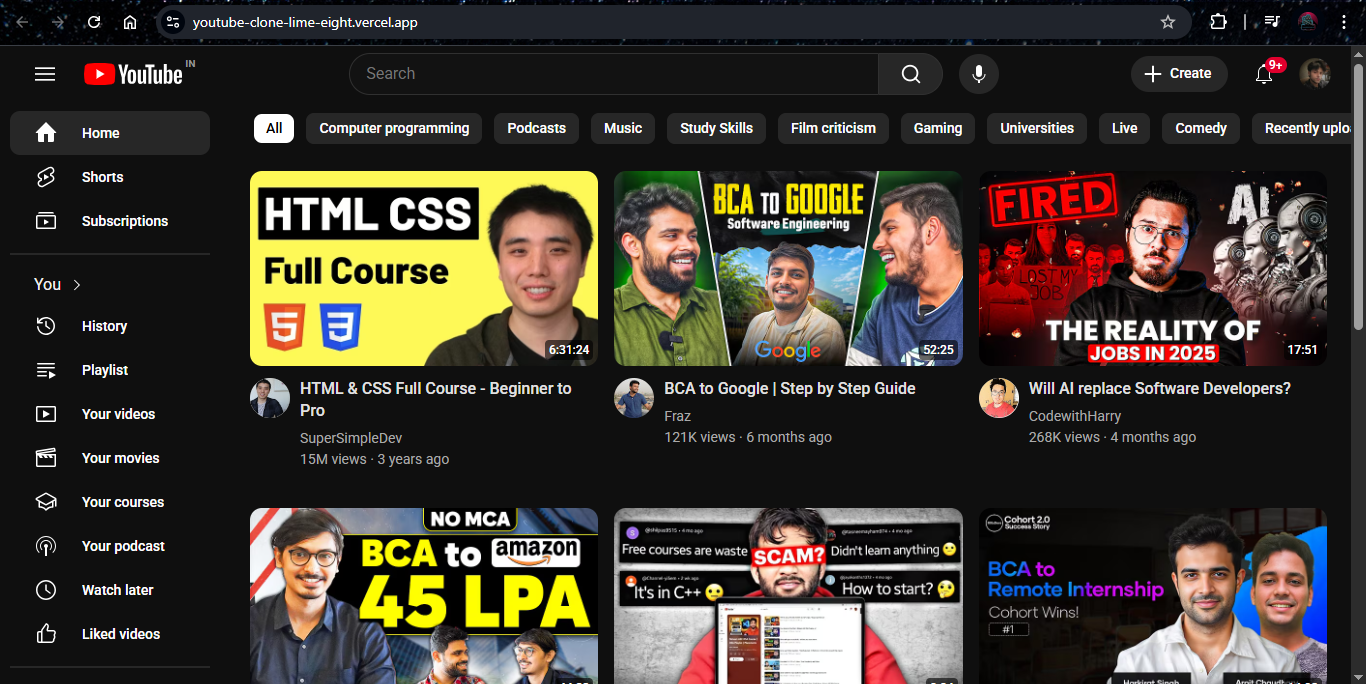 youtube-clone-lime-eight.vercel.app
YouTube IN
Search
Create
9+
Home
Shorts
Subscriptions
You
History
Playlist
Your videos
Your movies
Your courses
Your podcast
Watch later
Liked videos
All
Computer programming
Podcasts
Music
Study Skills
Film criticism
Gaming
Universities
Live
Comedy
Recently uplo
HTML CSS
Full Course
5
3
6:31:24
HTML & CSS Full Course - Beginner to
Pro
SuperSimpleDev
15M views · 3 years ago
BCA TO GOOGLE
Software Engineering
Google
52:25
BCA to Google | Step by Step Guide
Fraz
121K views · 6 months ago
FIRED
AI
LOST MY
JOB
THE REALITY OF
JOBS IN 2025
17:51
Will AI replace Software Developers?
CodewithHarry
268K views · 4 months ago
NO MCA
BCA to amazon
45 LPA
Free courses are waste
SCAM?
Didn't learn anything
It's in C++
How to start?
Cohort 2.0
Success Story
BCA to
Remote Internship
Cohort Wins!
#1